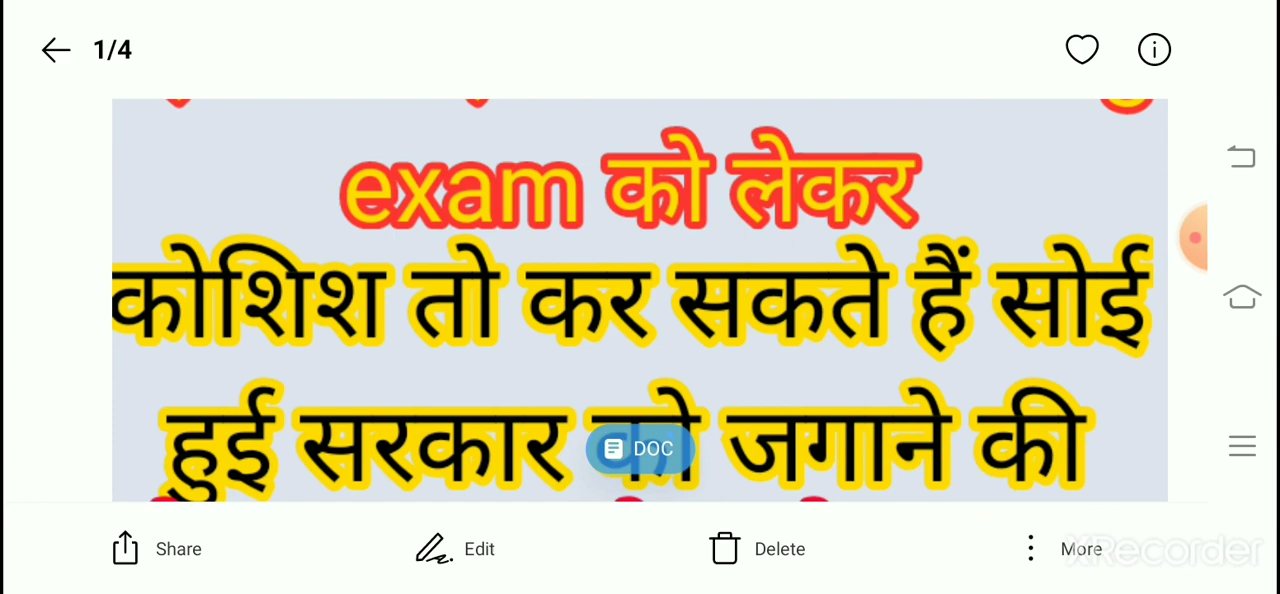 1/4
exam को लेकर
कोशिश तो कर सकते हैं सोई
हुई सरकार को जगाने की
DOC
Share Edit Delete More
XRecorder